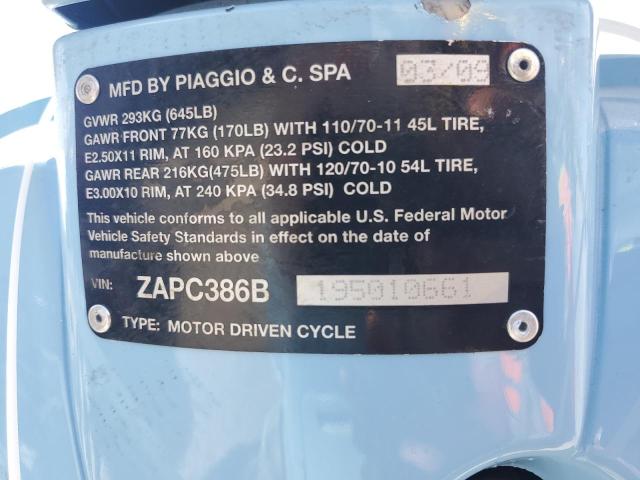 MFD BY PIAGGIO & C. SPA 03/09
GVWR 293KG (645LB)
GAWR FRONT 77KG (170LB) WITH 110/70-11 45L TIRE,
E2.50X11 RIM, AT 160 KPA (23.2 PSI) COLD
GAWR REAR 216KG(475LB) WITH 120/70-10 54L TIRE,
E3.00X10 RIM, AT 240 KPA (34.8 PSI) COLD
This vehicle conforms to all applicable U.S. Federal Motor
Vehicle Safety Standards in effect on the date of
manufacture shown above
VIN: ZAPC386B 195010661
TYPE: MOTOR DRIVEN CYCLE